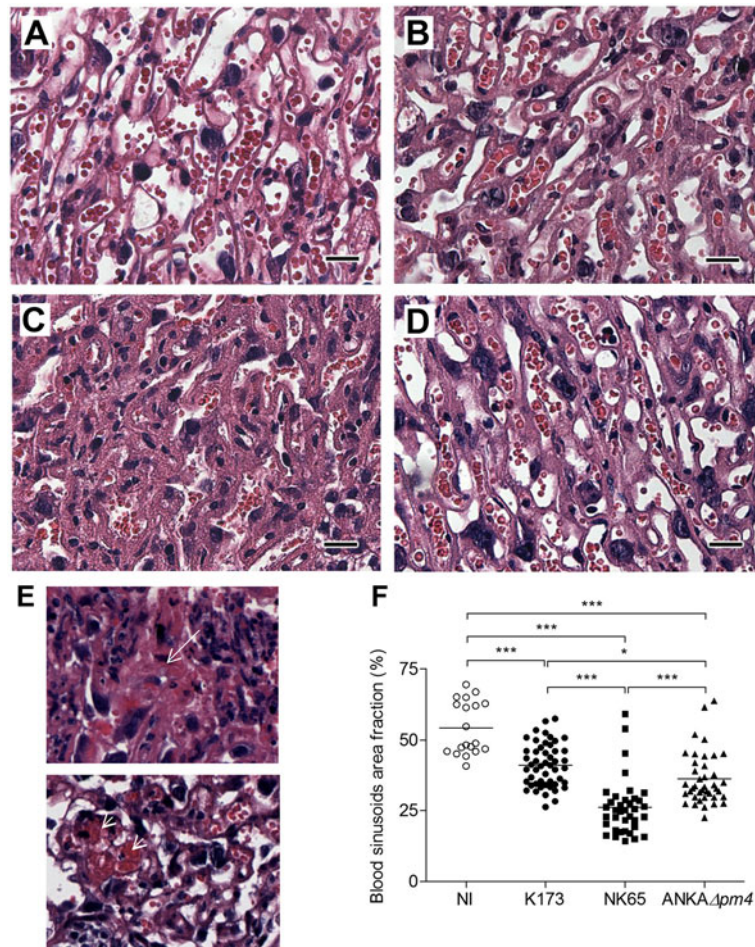 A
B
C
D
E
F
***
***
***
*
***
***
Blood sinusoids area fraction (%)
75
50
25
0
NI
K173
NK65
ANKAΔpm4